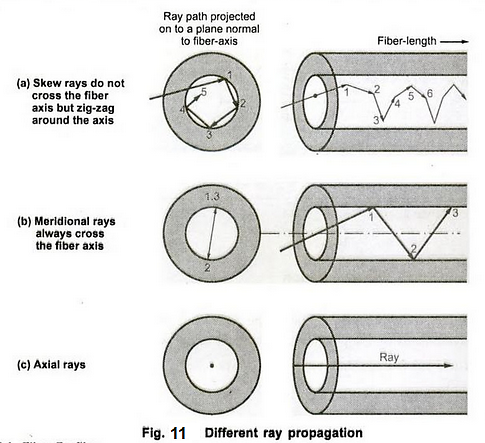 Ray path projected
on to a plane normal
to fiber-axis
Fiber-length
(a) Skew rays do not
cross the fiber
axis but zig-zag
around the axis
1
2
3
4
5
1
2
3
4
5
6
(b) Meridional rays
always cross
the fiber axis
1.3
2
1
2
3
(c) Axial rays
Ray
Fig. 11 Different ray propagation